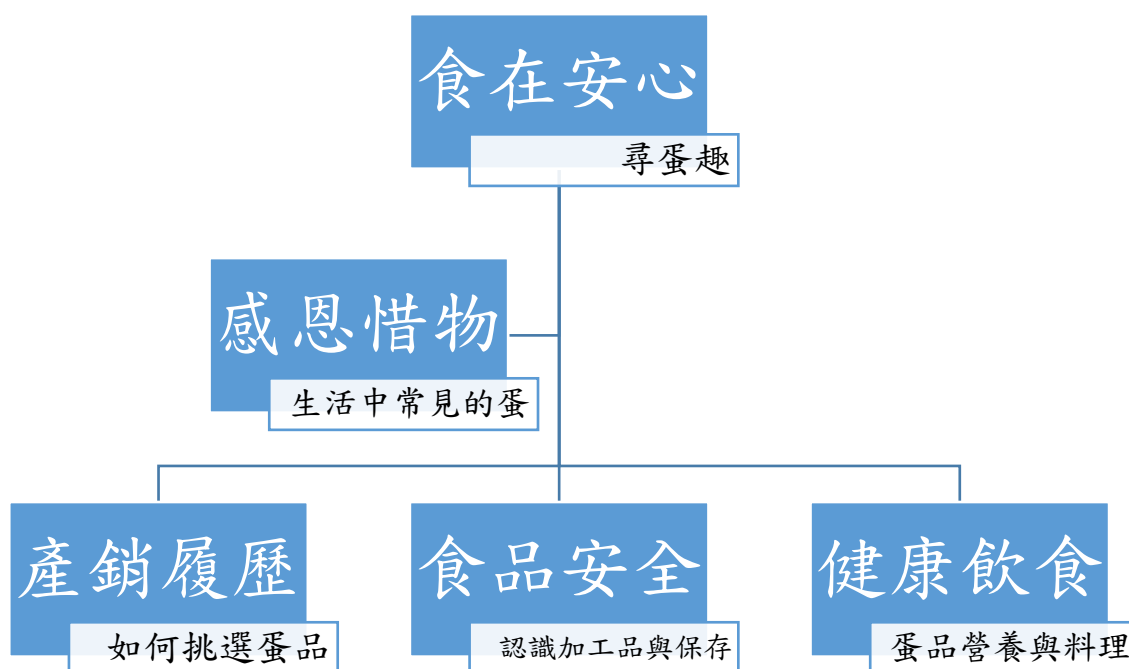 食在安心
尋蛋趣
感恩惜物
生活中常見的蛋
產銷履歷
如何挑選蛋品
食品安全
認識加工品與保存
健康飲食
蛋品營養與料理